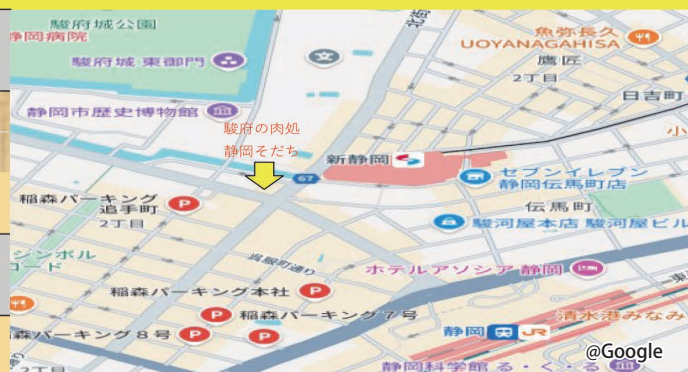 駿府城公園
静岡病院
駿府城 東御門
静岡市歴史博物館
駿府の肉処
静岡そだち
魚弥長久
UOYANAGAHISA
鷹匠
2丁目
日吉町
新静岡
67
セブンイレブン
静岡伝馬町店
伝馬町
駿河屋本店 駿河屋ビル
稲森パーキング
追手町
2丁目
シンボル
ロード
呉服町通り
ホテルアソシア 静岡
稲森パーキング本社
稲森パーキング7号
森パーキング8号
2丁目
静岡
JR
清水港みなみ
静岡科学館 る・く・る
@Google